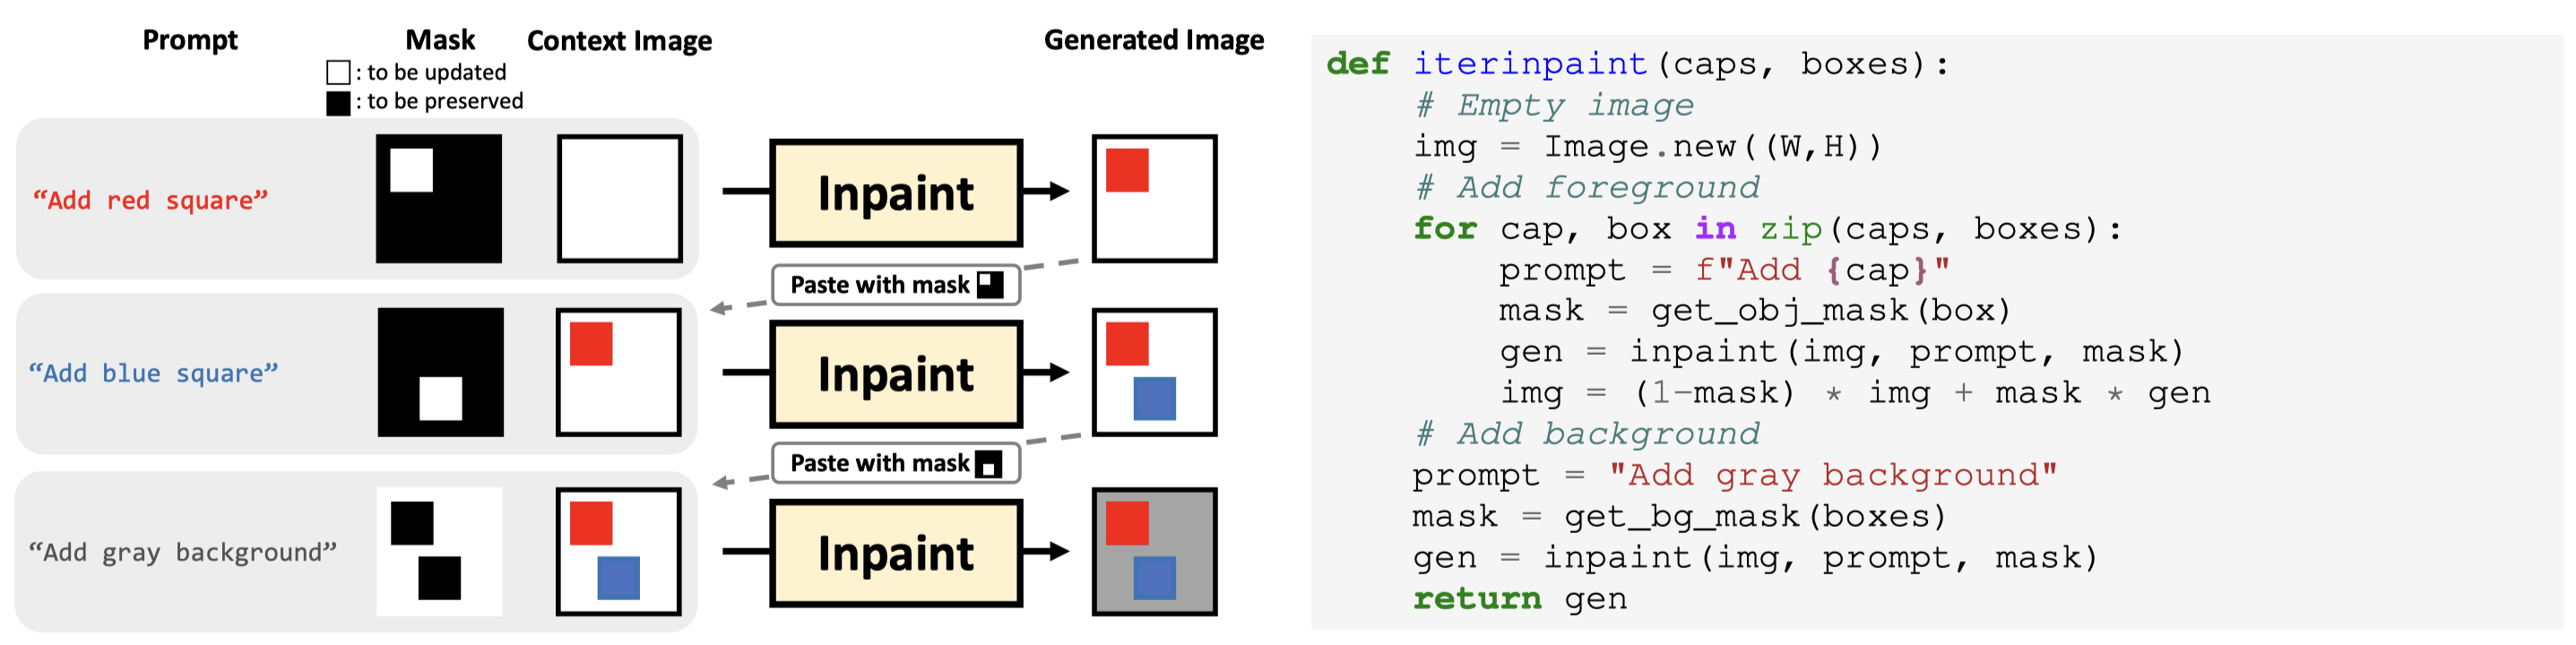 Prompt
Mask
Context Image
Generated Image
: to be updated
: to be preserved
“Add red square”
Inpaint
Paste with mask
“Add blue square”
Inpaint
Paste with mask
“Add gray background”
Inpaint
def iterinpaint(caps, boxes):
    # Empty image
    img = Image.new((W,H))
    # Add foreground
    for cap, box in zip(caps, boxes):
        prompt = f"Add {cap}"
        mask = get_obj_mask(box)
        gen = inpaint(img, prompt, mask)
        img = (1-mask) * img + mask * gen
    # Add background
    prompt = "Add gray background"
    mask = get_bg_mask(boxes)
    gen = inpaint(img, prompt, mask)
    return gen